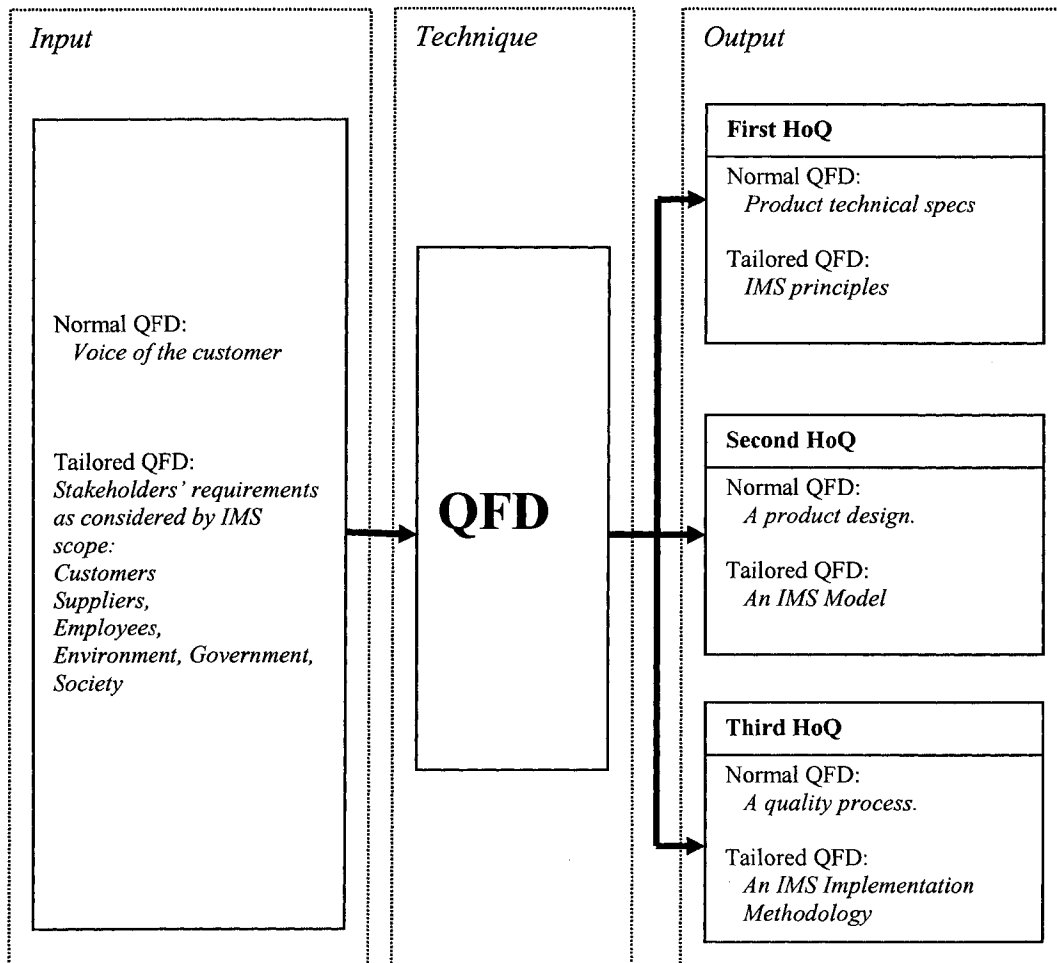 Input
Normal QFD:
Voice of the customer
Tailored QFD:
Stakeholders' requirements
as considered by IMS
scope:
Customers
Suppliers,
Employees,
Environment, Government,
Society
Technique
QFD
Output
First HoQ
Normal QFD:
Product technical specs
Tailored QFD:
IMS principles
Second HoQ
Normal QFD:
A product design.
Tailored QFD:
An IMS Model
Third HoQ
Normal QFD:
A quality process.
Tailored QFD:
An IMS Implementation
Methodology